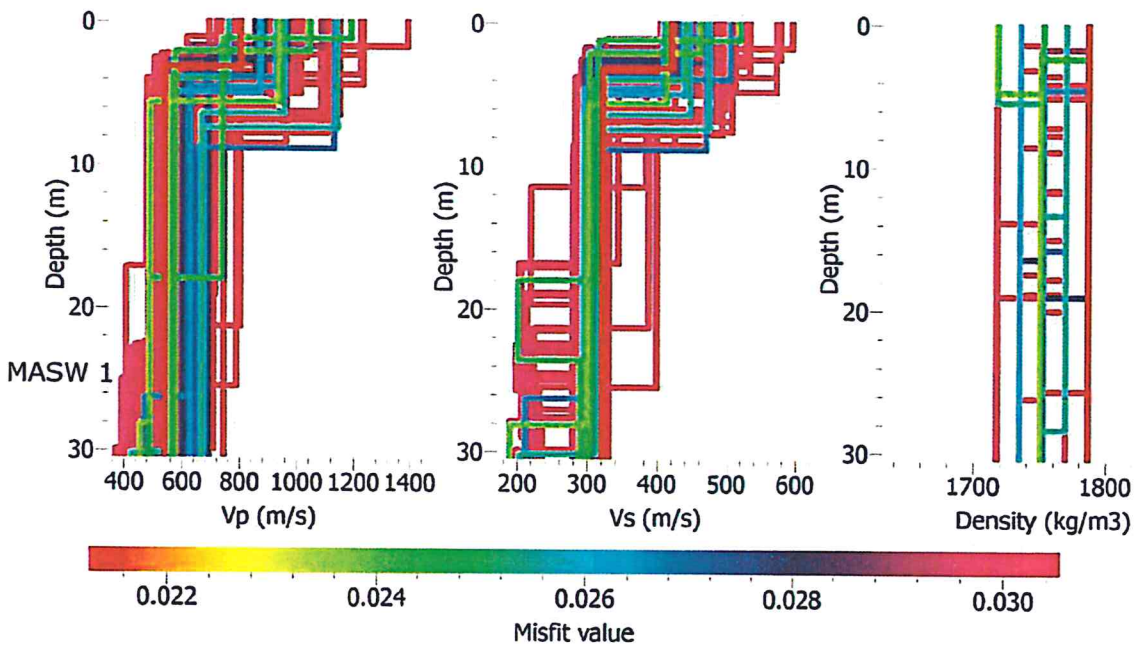 0
10
20
30
Depth (m)
MASW 1
400 600 800 1000 1200 1400
Vp (m/s)
0
10
20
30
Depth (m)
200 300 400 500 600
Vs (m/s)
0
10
20
30
Depth (m)
1700 1800
Density (kg/m3)
0.022 0.024 0.026 0.028 0.030
Misfit value